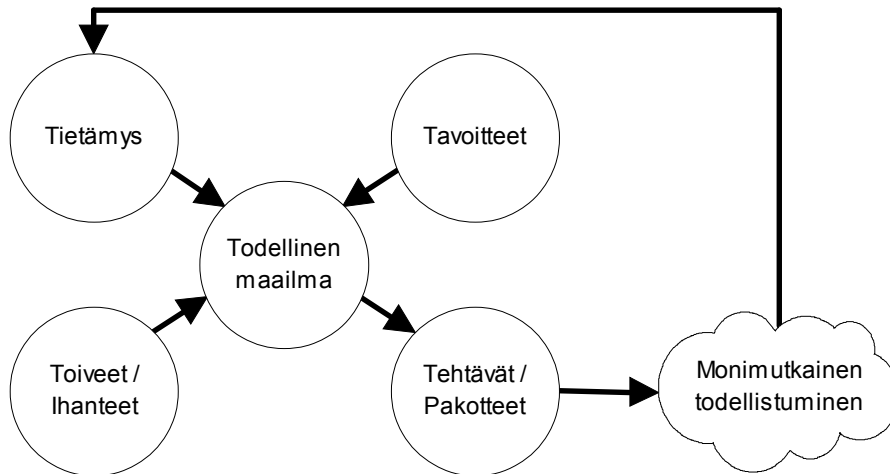 Tietämys
Tavoitteet
Todellinen
maailma
Toiveet /
Ihanteet
Tehtävät /
Pakotteet
Monimutkainen
todellistuminen